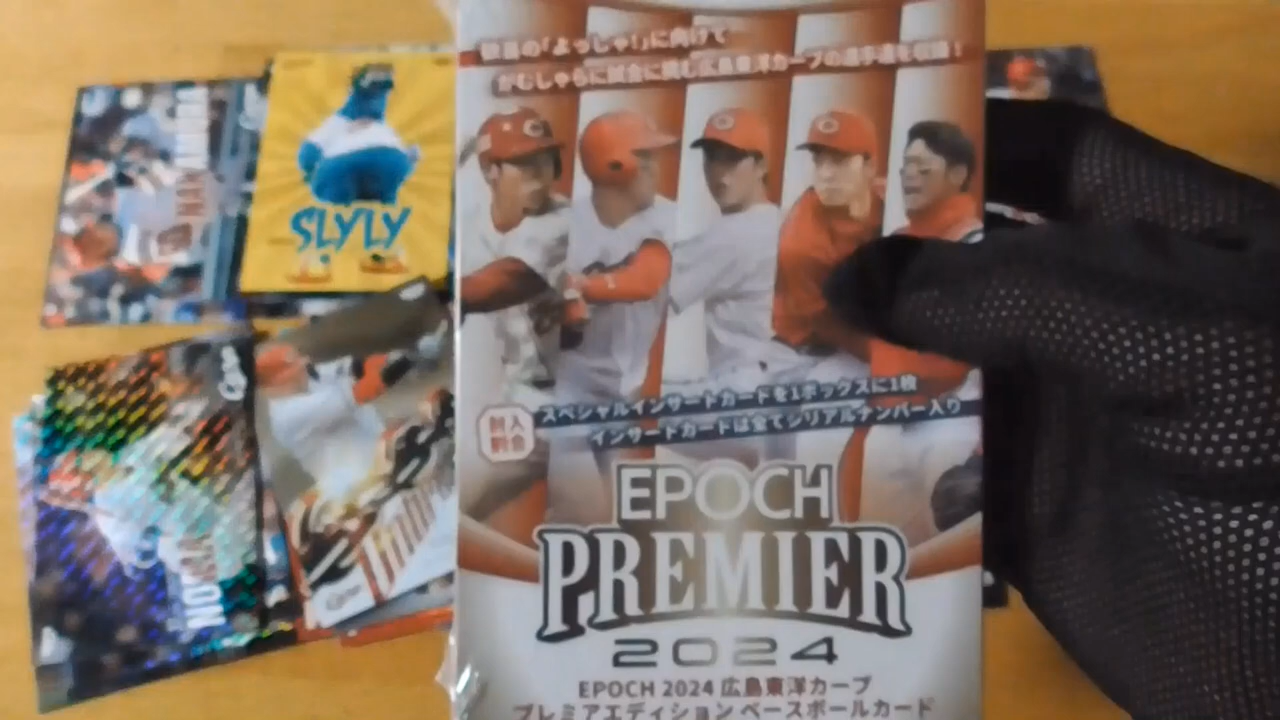 歓喜の「よっしゃ!」に向けて
がむしゃらに試合に挑む広島東洋カープの選手達を収録!
SLYLY
封入
割合
スペシャルインサートカードを1ボックスに1枚
インサートカードは全てシリアルナンバー入り
EPOCH
PREMIER
2024
EPOCH 2024 広島東洋カープ
プレミアエディション ベースボールカード